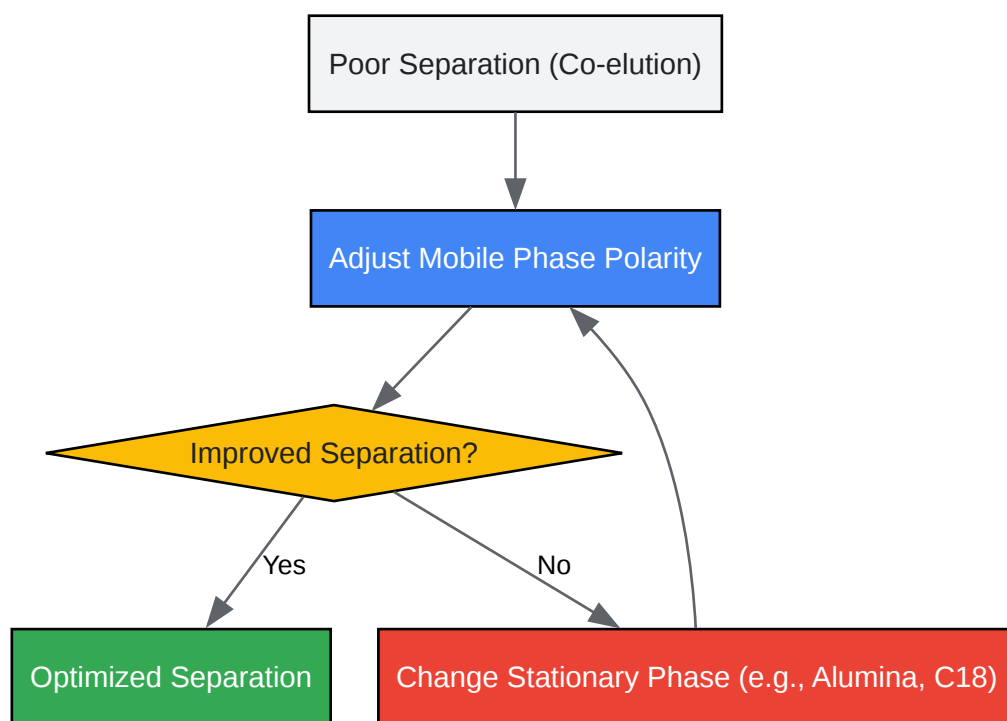 Poor Separation (Co-elution)
Adjust Mobile Phase Polarity
Improved Separation?
Yes
No
Optimized Separation
Change Stationary Phase (e.g., Alumina, C18)